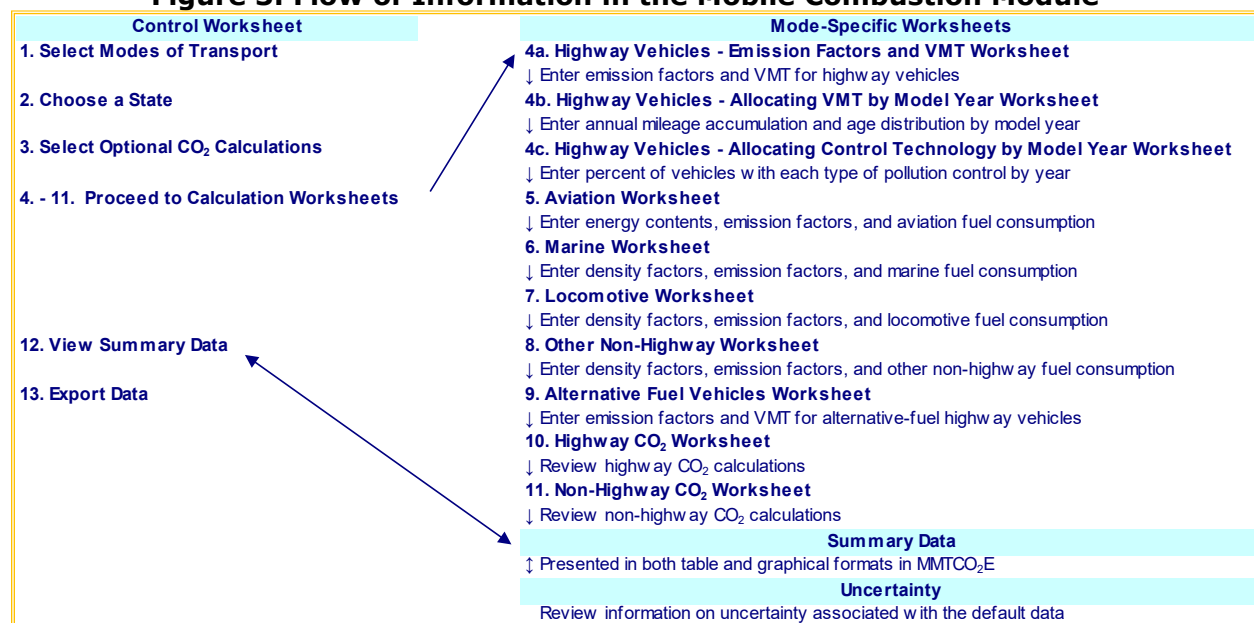 Figure Flow of Information in the Mobile Combustion Module
Control Worksheet
1. Select Modes of Transport
2. Choose a State
3. Select Optional CO₂ Calculations
4. - 11. Proceed to Calculation Worksheets
12. View Summary Data
13. Export Data
Mode-Specific Worksheets
4a. Highway Vehicles - Emission Factors and VMT Worksheet
↓ Enter emission factors and VMT for highway vehicles
4b. Highway Vehicles - Allocating VMT by Model Year Worksheet
↓ Enter annual mileage accumulation and age distribution by model year
4c. Highway Vehicles - Allocating Control Technology by Model Year Worksheet
↓ Enter percent of vehicles with each type of pollution control by year
5. Aviation Worksheet
↓ Enter energy contents, emission factors, and aviation fuel consumption
6. Marine Worksheet
↓ Enter density factors, emission factors, and marine fuel consumption
7. Locomotive Worksheet
↓ Enter density factors, emission factors, and locomotive fuel consumption
8. Other Non-Highway Worksheet
↓ Enter density factors, emission factors, and other non-highway fuel consumption
9. Alternative Fuel Vehicles Worksheet
↓ Enter emission factors and VMT for alternative-fuel highway vehicles
10. Highway CO₂ Worksheet
↓ Review highway CO₂ calculations
11. Non-Highway CO₂ Worksheet
↓ Review non-highway CO₂ calculations
Summary Data
↕ Presented in both table and graphical formats in MMTCO₂E
Uncertainty
Review information on uncertainty associated with the default data